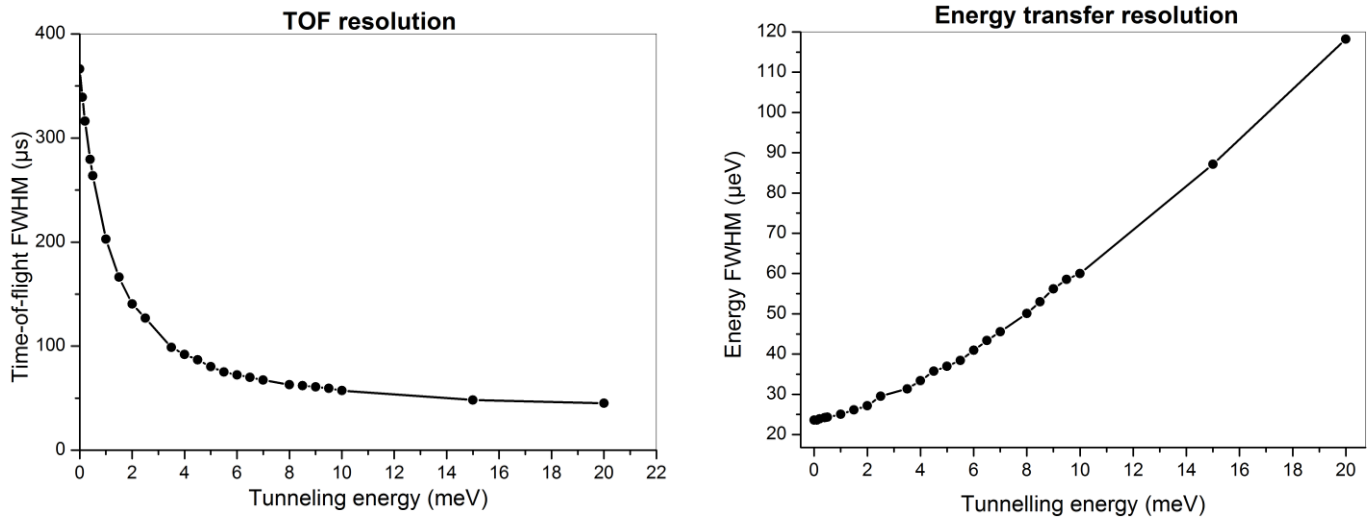 TOF resolution
400
300
200
100
0
Time-of-flight FWHM (µs)
0 2 4 6 8 10 12 14 16 18 20 22
Tunneling energy (meV)
Energy transfer resolution
120
110
100
90
80
70
60
50
40
30
20
Energy FWHM (µeV)
0 2 4 6 8 10 12 14 16 18 20
Tunnelling energy (meV)